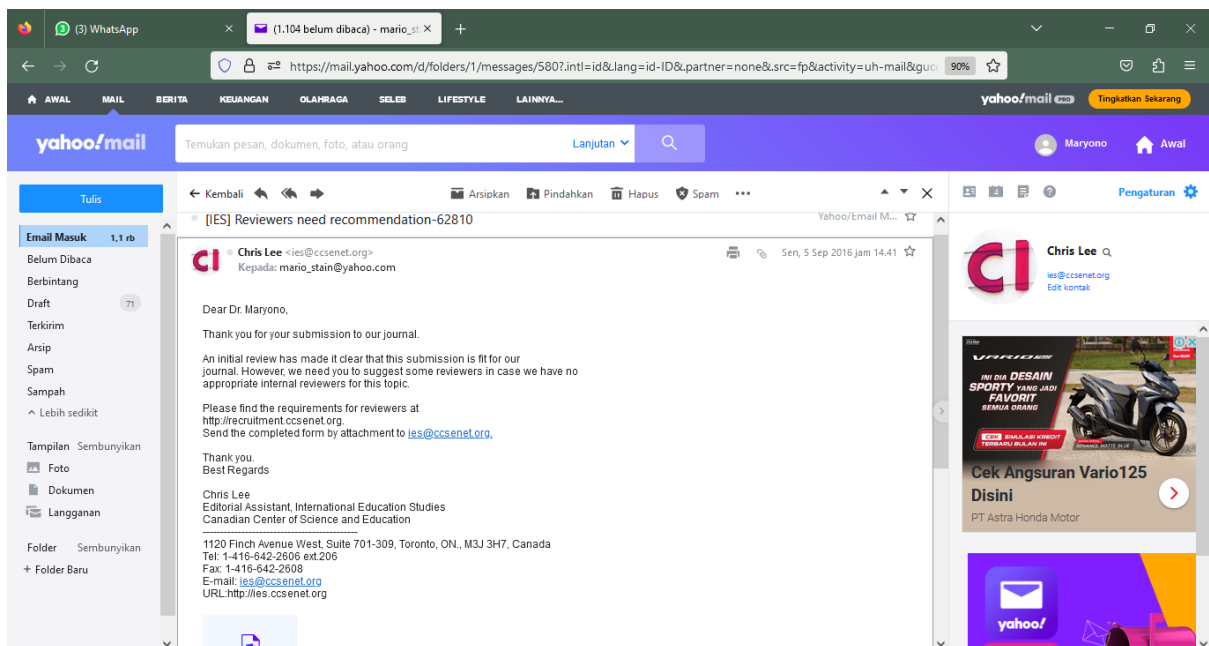 (3) WhatsApp
(1.104 belum dibaca) - mario_st
https://mail.yahoo.com/d/folders/1/messages/580?.intl=id&.lang=id-ID&.partner=none&.src=fp&activity=uh-mail&guc
90%
AWAL MAIL BERITA KEUANGAN OLAHRAGA SELEB LIFESTYLE LAINNYA...
yahoo!mail PRO Tingkatkan Sekarang
yahoo!mail
Temukan pesan, dokumen, foto, atau orang
Lanjutan
Maryono
Awal
Tulis
Kembali
Arsipkan Pindahkan Hapus Spam
Pengaturan
Email Masuk 1,1 rb
Belum Dibaca
Berbintang
Draft 71
Terkirim
Arsip
Spam
Sampah
Lebih sedikit
Tampilan Sembunyikan
Foto
Dokumen
Langganan
Folder Sembunyikan
+ Folder Baru
[IES] Reviewers need recommendation-62810
Yahoo/Email M...
Chris Lee <ies@ccsenet.org>
Kepada: mario_stain@yahoo.com
Sen, 5 Sep 2016 jam 14.41
Dear Dr. Maryono,
Thank you for your submission to our journal.
An initial review has made it clear that this submission is fit for our
journal. However, we need you to suggest some reviewers in case we have no
appropriate internal reviewers for this topic.
Please find the requirements for reviewers at
http://recruitment.ccsenet.org.
Send the completed form by attachment to ies@ccsenet.org.
Thank you.
Best Regards
Chris Lee
Editorial Assistant, International Education Studies
Canadian Center of Science and Education
------------------------------------------
1120 Finch Avenue West, Suite 701-309, Toronto, ON., M3J 3H7, Canada
Tel: 1-416-642-2606 ext.206
Fax: 1-416-642-2608
E-mail: ies@ccsenet.org
URL:http://ies.ccsenet.org
Chris Lee
ies@ccsenet.org
Edit kontak
VARIO125
INI DIA DESAIN
SPORTY YANG JADI
FAVORIT
SEMUA ORANG
CEK SIMULASI KREDIT
TERBARU BULAN INI
ADVANCE MATTE BLUE
Cek Angsuran Vario125
Disini
PT Astra Honda Motor
yahoo!